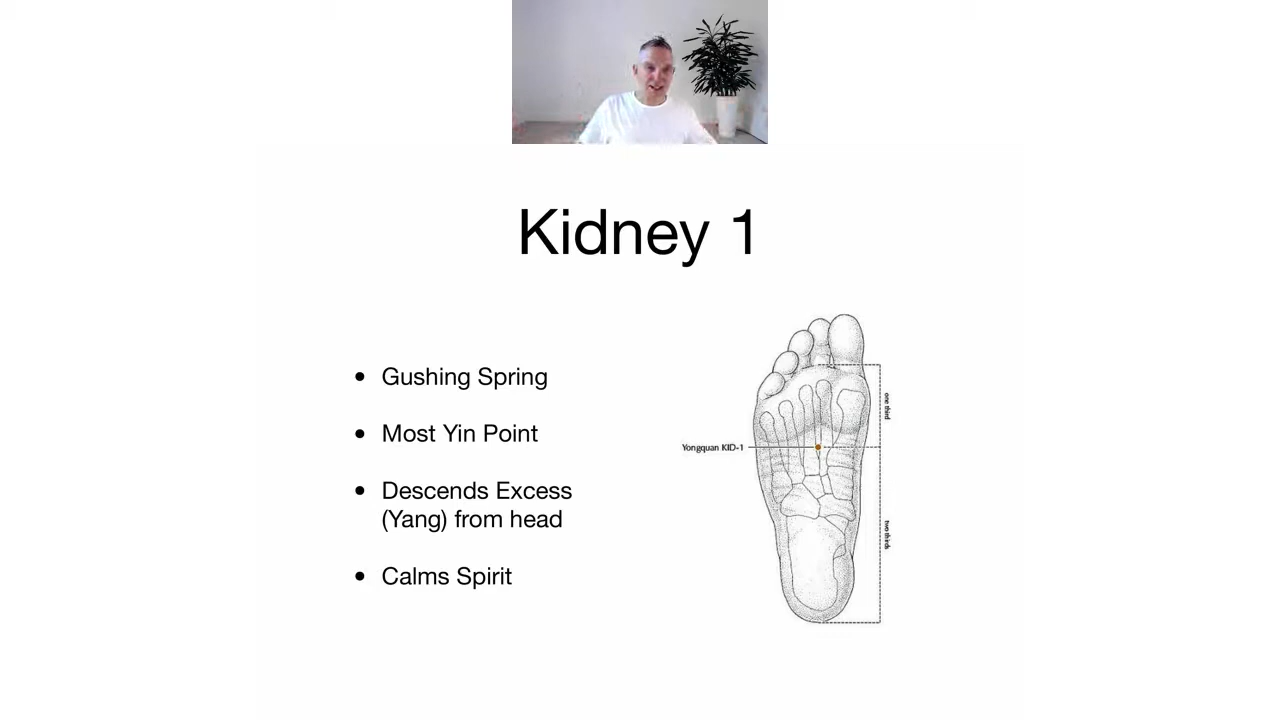 Kidney 1
• Gushing Spring
• Most Yin Point
• Descends Excess
(Yang) from head
• Calms Spirit
one third
Yongquan KID-1
two thirds